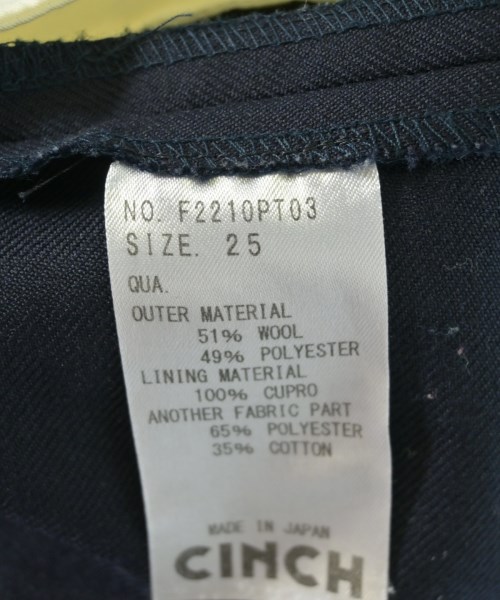 NO. F2210PT03
SIZE. 25
QUA.
OUTER MATERIAL
51% WOOL
49% POLYESTER
LINING MATERIAL
100% CUPRO
ANOTHER FABRIC PART
65% POLYESTER
35% COTTON
MADE IN JAPAN
CINCH